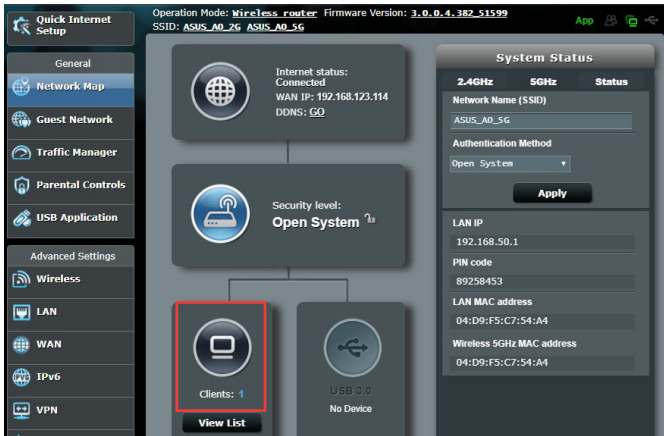 Quick Internet
Setup
General
Network Map
Guest Network
Traffic Manager
Parental Controls
USB Application
Advanced Settings
Wireless
LAN
WAN
IPv6
VPN
Operation Mode: Wireless router Firmware Version: 3.0.0.4.382_51599
SSID: ASUS_A0_2G ASUS_A0_5G
App
Internet status:
Connected
WAN IP: 192.168.123.114
DDNS: GO
Security level:
Open System
Clients: 1
View List
USB 3.0
No Device
System Status
2.4GHz 5GHz Status
Network Name (SSID)
ASUS_A0_5G
Authentication Method
Open System
Apply
LAN IP
192.168.50.1
PIN code
89258453
LAN MAC address
04:D9:F5:C7:54:A4
Wireless 5GHz MAC address
04:D9:F5:C7:54:A4